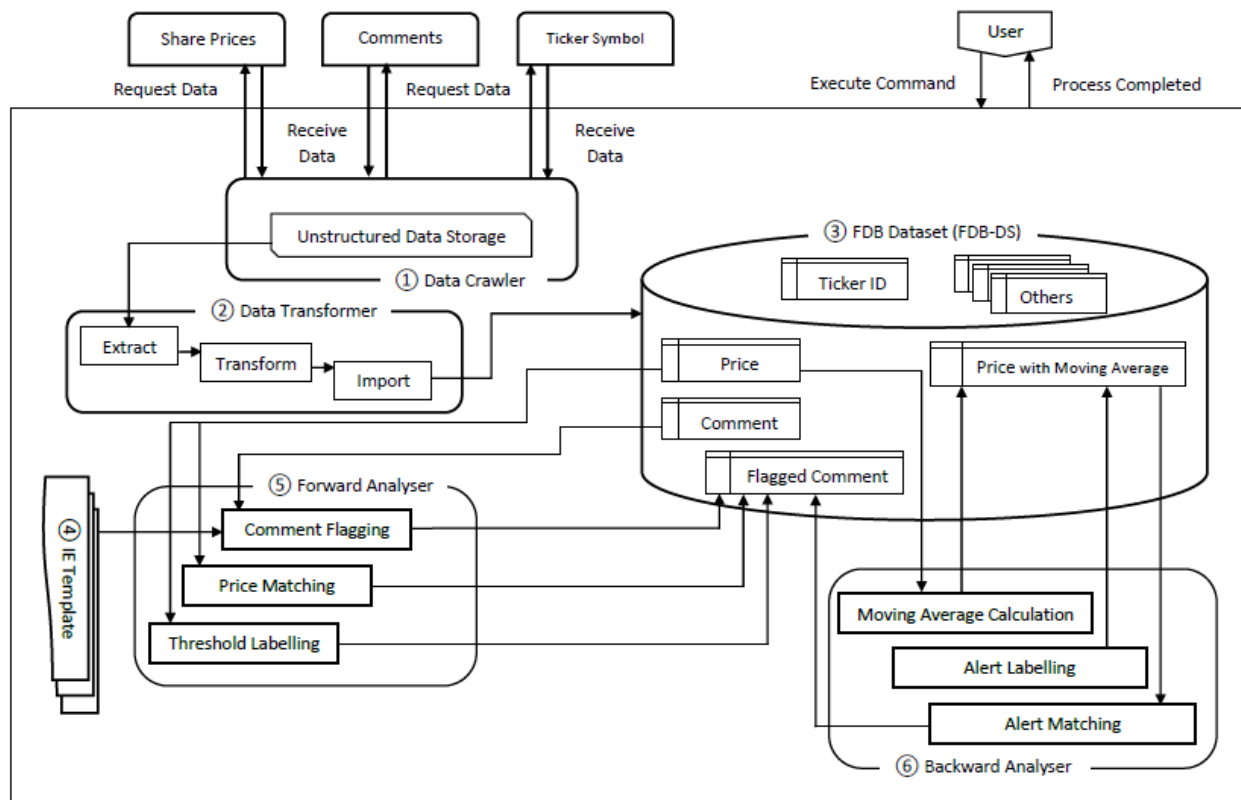 Share Prices
Comments
Ticker Symbol
User
Request Data
Request Data
Execute Command
Process Completed
Receive
Data
Receive
Data
Unstructured Data Storage
① Data Crawler
③ FDB Dataset (FDB-DS)
Ticker ID
Others
② Data Transformer
Extract
Transform
Import
Price
Price with Moving Average
Comment
Flagged Comment
④ IE Template
⑤ Forward Analyser
Comment Flagging
Price Matching
Threshold Labelling
Moving Average Calculation
Alert Labelling
Alert Matching
⑥ Backward Analyser